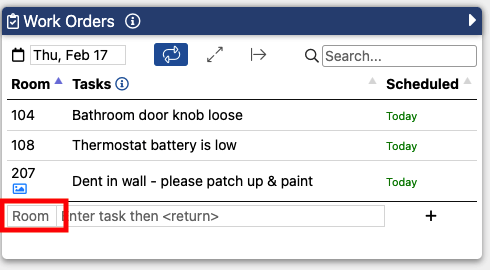 Work Orders
Thu, Feb 17
Search...
Room Tasks Scheduled
104 Bathroom door knob loose Today
108 Thermostat battery is low Today
207 Dent in wall - please patch up & paint Today
Room Enter task then <return> +